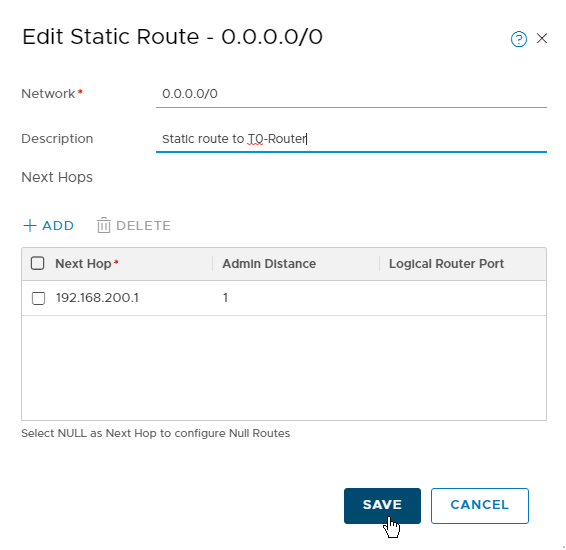 Edit Static Route - 0.0.0.0/0
?
Network*
0.0.0.0/0
Description
Static route to T0-Router
Next Hops
+ ADD DELETE
Next Hop* Admin Distance Logical Router Port
192.168.200.1 1
Select NULL as Next Hop to configure Null Routes
SAVE CANCEL